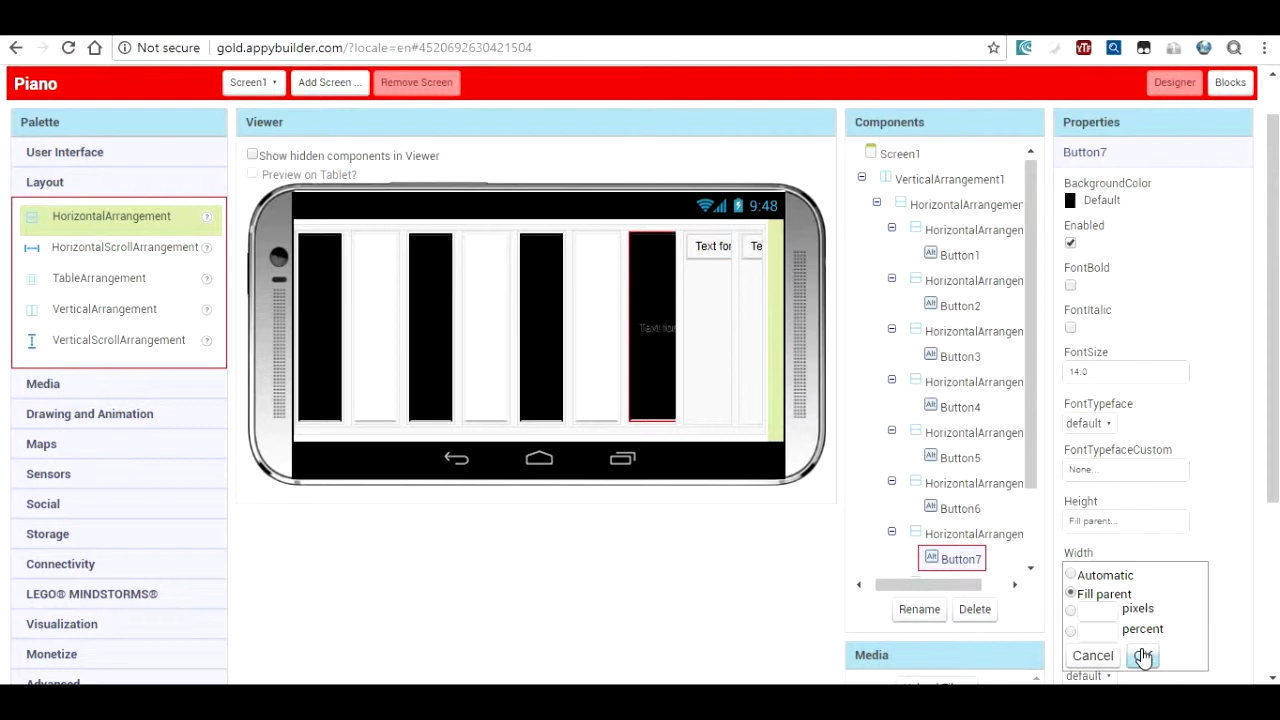 Not secure
gold.appybuilder.com/?locale=en#4520692630421504
Piano
Screen1
Add Screen ...
Remove Screen
Designer
Blocks
Palette
User Interface
Layout
HorizontalArrangement
HorizontalScrollArrangement
TableArrangement
VerticalArrangement
VerticalScrollArrangement
Media
Drawing and Animation
Maps
Sensors
Social
Storage
Connectivity
LEGO® MINDSTORMS®
Visualization
Monetize
Advanced
Viewer
Show hidden components in Viewer
Preview on Tablet?
9:48
Text for
Text for
Te
Components
Screen1
VerticalArrangement1
HorizontalArrangemer
HorizontalArrangen
Button1
HorizontalArrangen
Button2
HorizontalArrangen
Button3
HorizontalArrangen
Button4
HorizontalArrangen
Button5
HorizontalArrangen
Button6
HorizontalArrangen
Button7
Rename
Delete
Media
Properties
Button7
BackgroundColor
Default
Enabled
FontBold
FontItalic
FontSize
14.0
FontTypeface
default
FontTypefaceCustom
None...
Height
Fill parent...
Width
Automatic
Fill parent
pixels
percent
Cancel
default